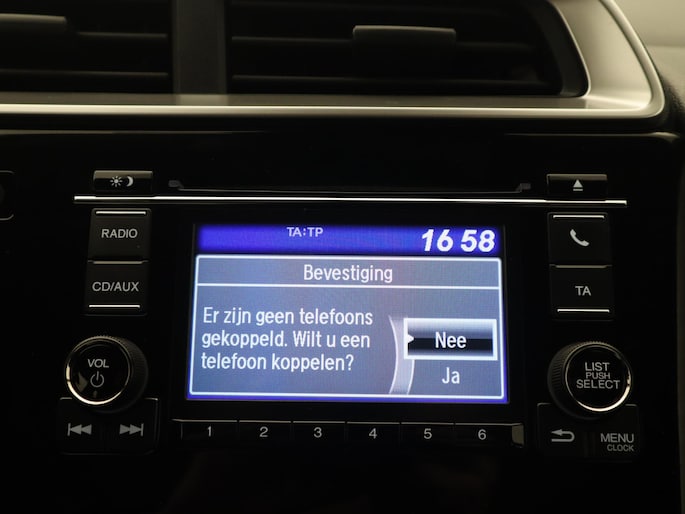 RADIO
CD/AUX
VOL
TA:TP
16 58
Bevestiging
Er zijn geen telefoons
gekoppeld. Wilt u een
telefoon koppelen?
Nee
Ja
TA
LIST
PUSH
SELECT
1 2 3 4 5 6
MENU
CLOCK